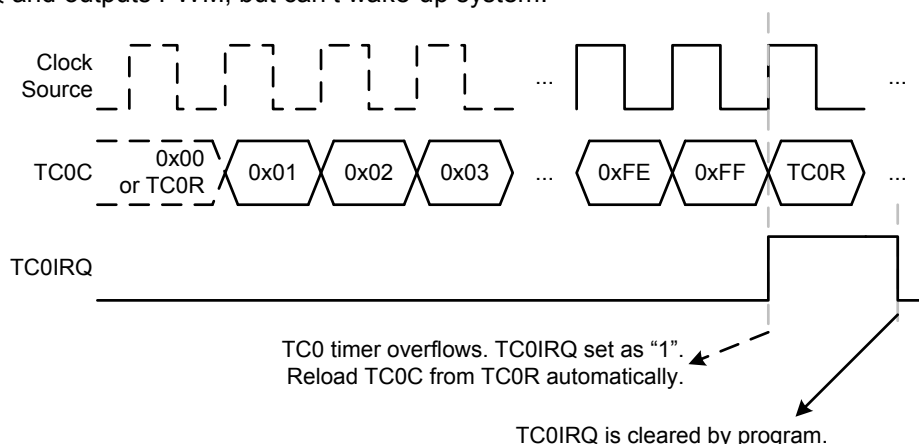 and outputs PWM, but can't wake-up system.
Clock
Source
...
...
TC0C
0x00
or TC0R
0x01
0x02
0x03
...
0xFE
0xFF
TC0R
...
TC0IRQ
TC0 timer overflows. TC0IRQ set as “1”.
Reload TC0C from TC0R automatically.
TC0IRQ is cleared by program.